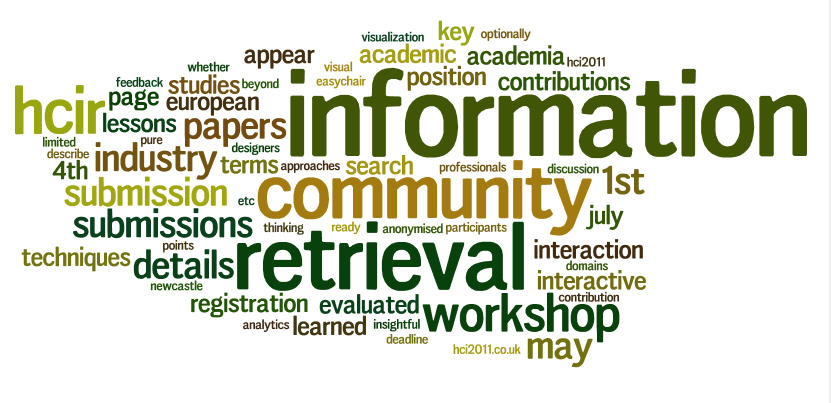 key optionally
visualization
appear academic academia hci2011
whether visual
feedback studies beyond easychair position contributions
hcir page european information
lessons papers
limited pure designers
describe industry terms approaches search professionals discussion
4th 1st
submission etc community
submissions thinking ready anonymised participants july
points retrieval interaction
techniques details domains
newcastle interactive
registration evaluated workshop contribution
analytics learned insightful
deadline may
hci2011.co.uk